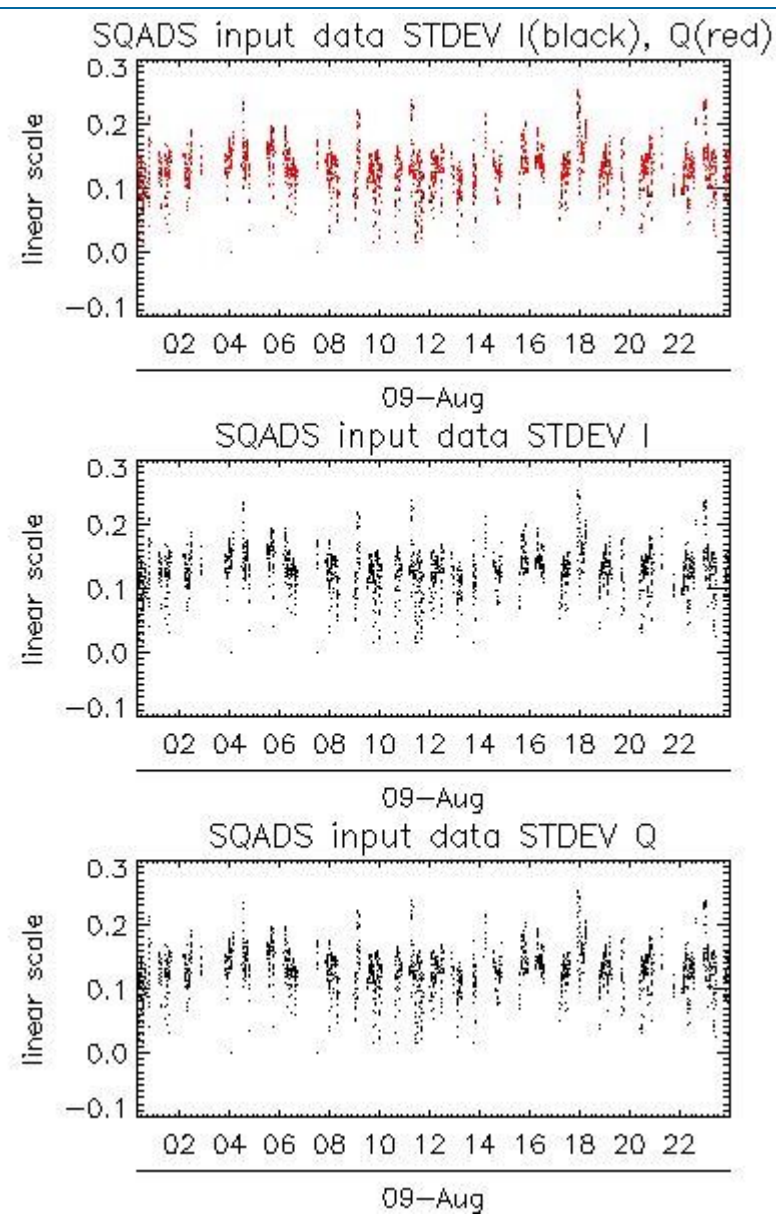 SQADS input data STDEV I(black), Q(red)
0.3
0.2
0.1
0.0
−0.1
linear scale
02 04 06 08 10 12 14 16 18 20 22
09−Aug
SQADS input data STDEV I
0.3
0.2
0.1
0.0
−0.1
linear scale
02 04 06 08 10 12 14 16 18 20 22
09−Aug
SQADS input data STDEV Q
0.3
0.2
0.1
0.0
−0.1
linear scale
02 04 06 08 10 12 14 16 18 20 22
09−Aug